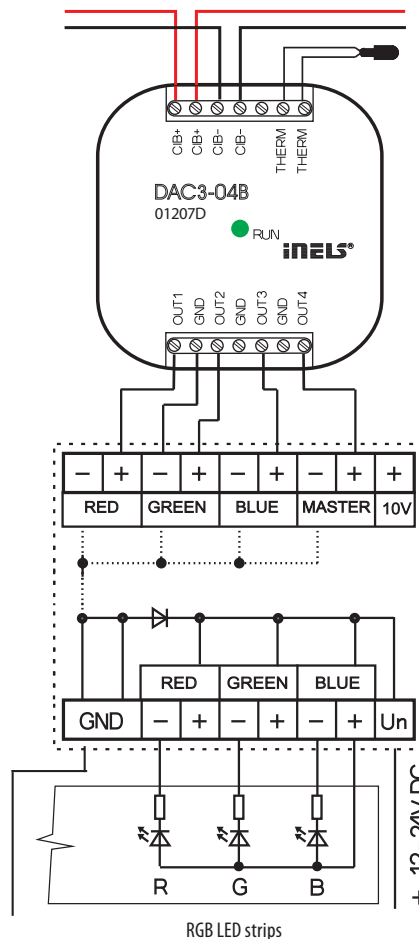 CIB+ CIB+ CIB- CIB- THERM THERM
DAC3-04B
01207D
RUN
iNELS®
OUT1 GND OUT2 GND OUT3 GND OUT4
− + − + − + − + +
RED GREEN BLUE MASTER 10V
RED GREEN BLUE
GND − + − + − + Un
+ 12 - 24V DC
R G B
RGB LED strips